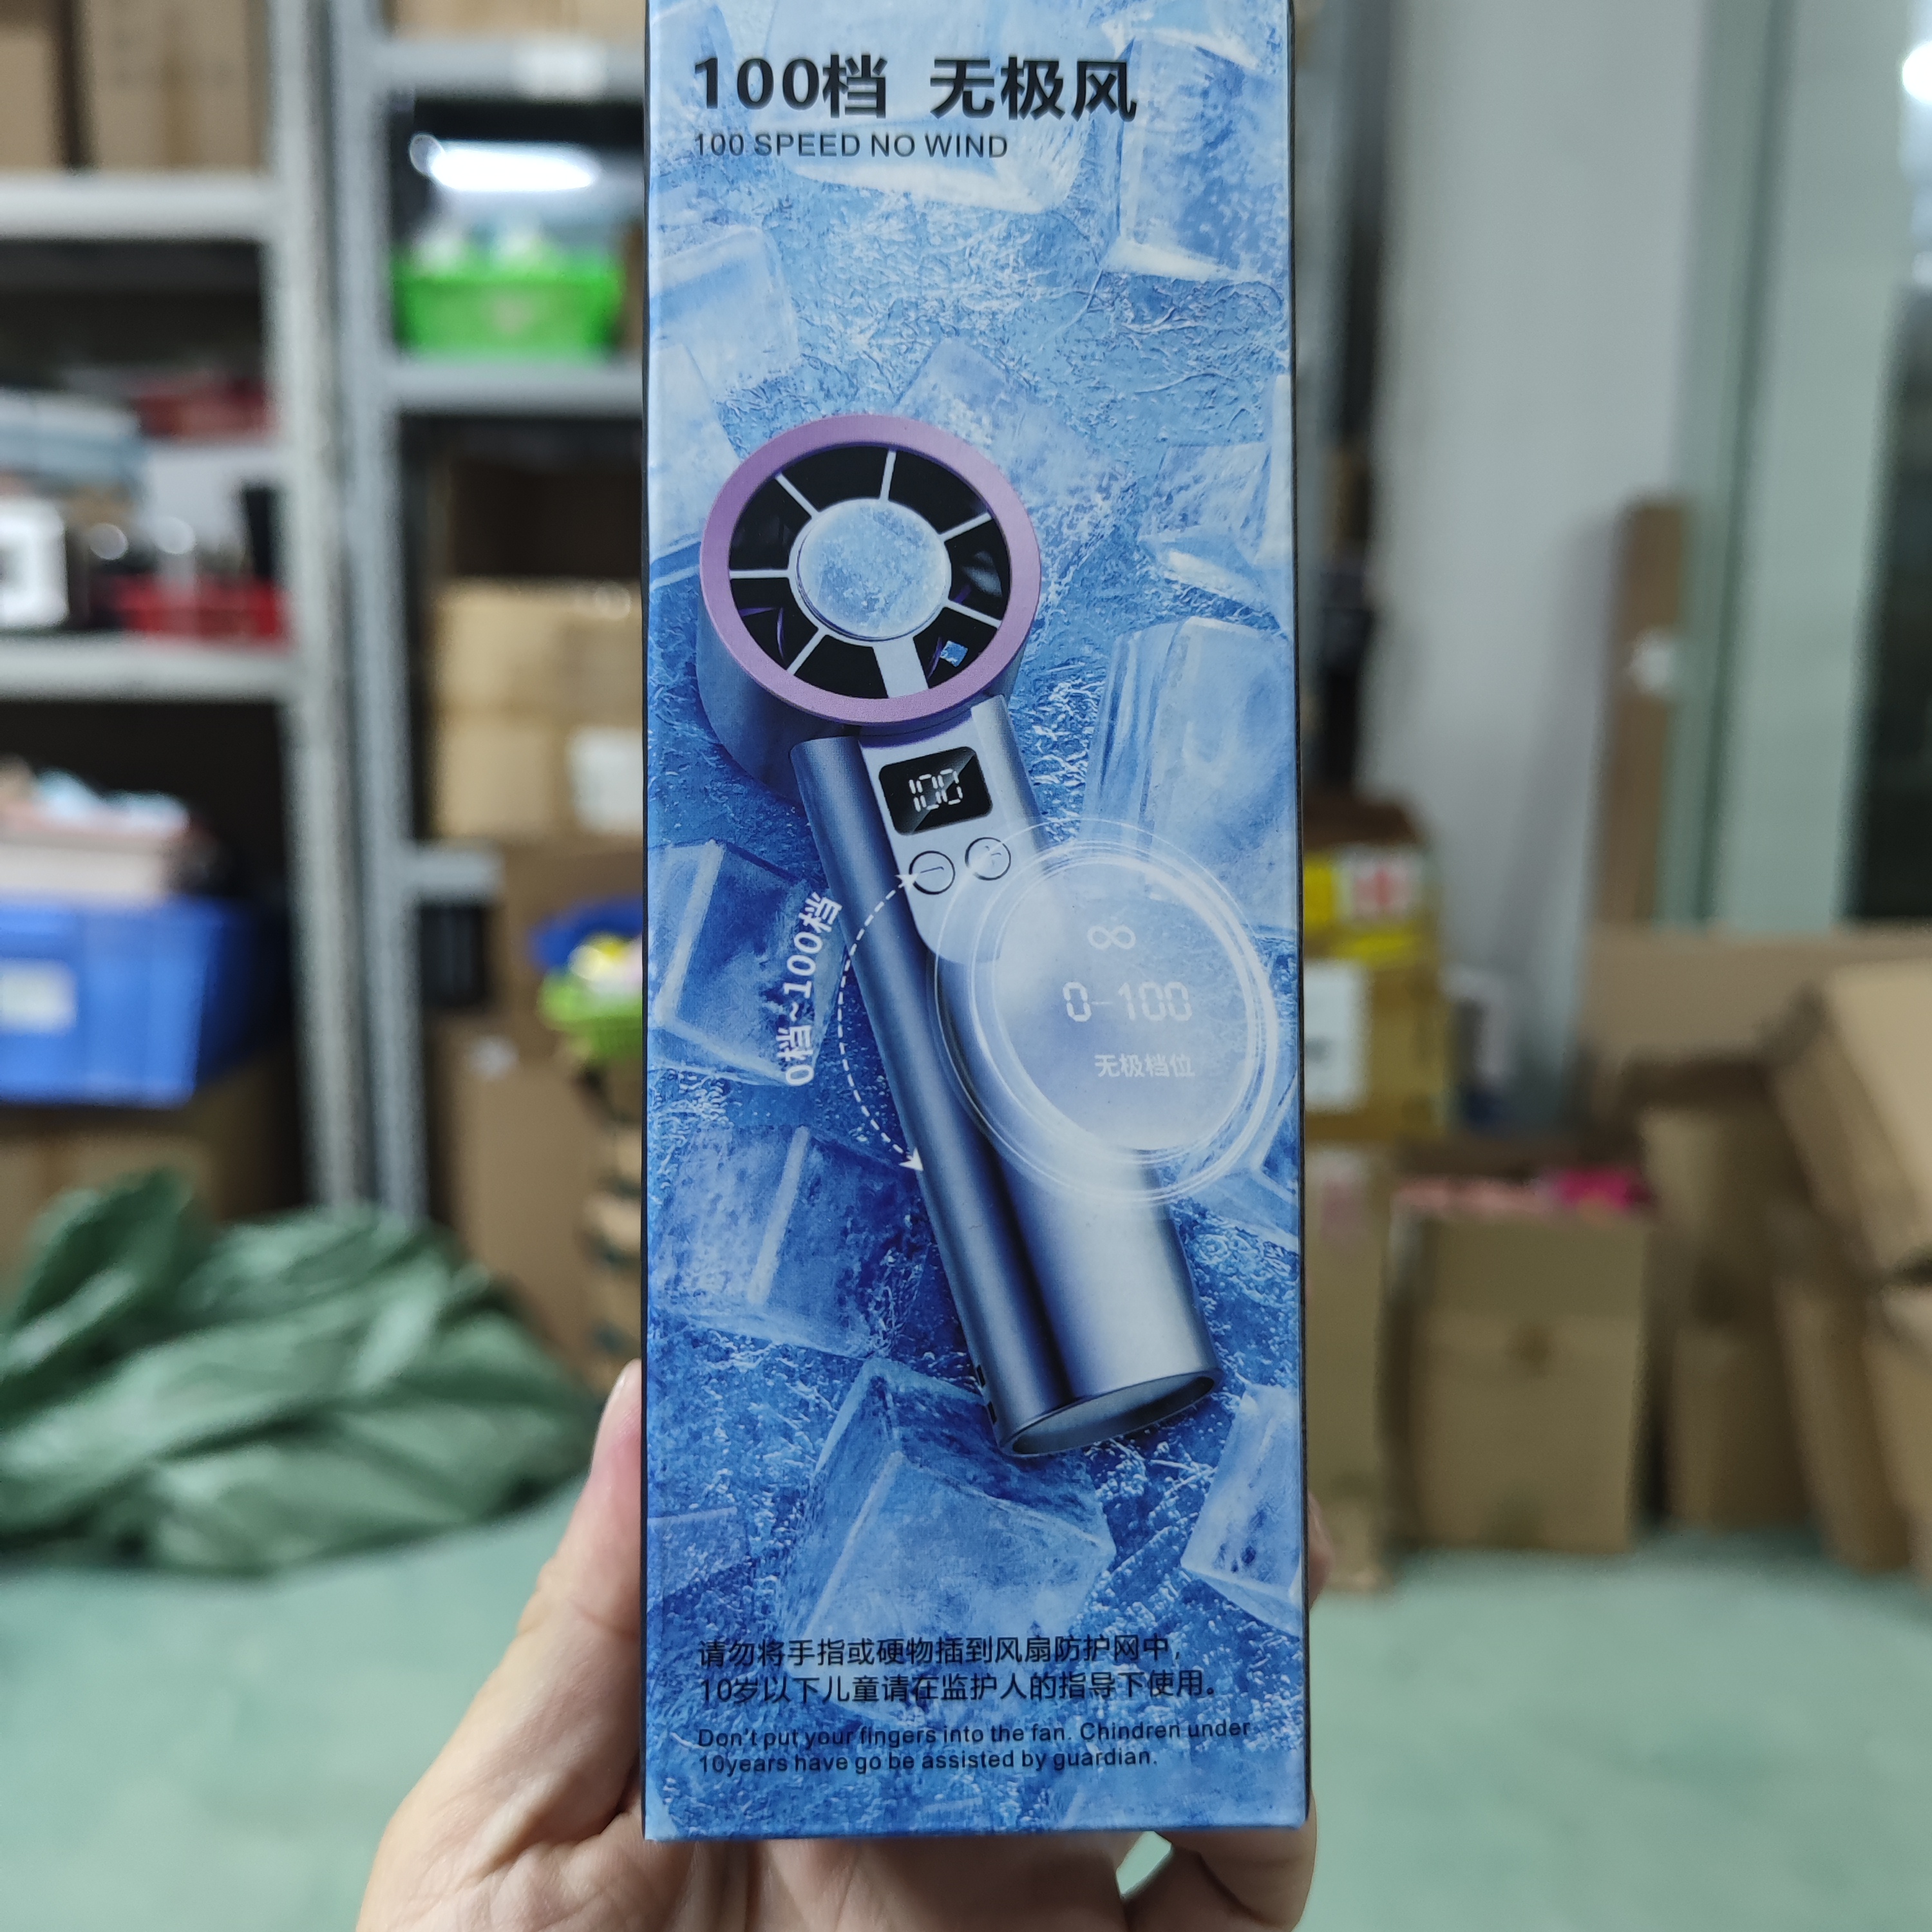 100档 无极风
100 SPEED NO WIND
100
0档~100档
∞
0-100
无极档位
请勿将手指或硬物插到风扇防护网中,
10岁以下儿童请在监护人的指导下使用。
Don't put your fingers into the fan. Chindren under
10years have go be assisted by guardian.